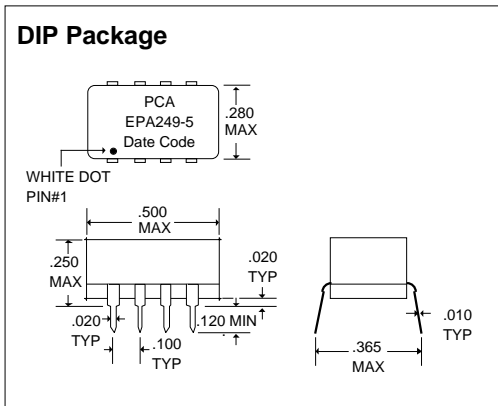 DIP Package
PCA
EPA249-5
Date Code
.280
MAX
WHITE DOT
PIN#1
.500
MAX
.250
MAX
.020
TYP
.020
TYP
.120 MIN
.100
TYP
.010
TYP
.365
MAX